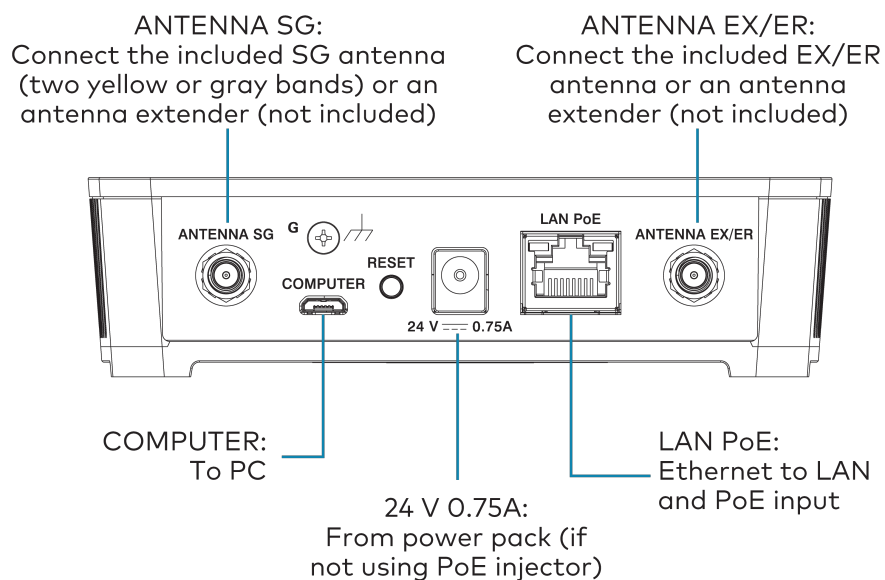 ANTENNA SG:
Connect the included SG antenna
(two yellow or gray bands) or an
antenna extender (not included)
ANTENNA EX/ER:
Connect the included EX/ER
antenna or an antenna
extender (not included)
ANTENNA SG
G
COMPUTER
RESET
24 V 0.75A
LAN PoE
ANTENNA EX/ER
COMPUTER:
To PC
24 V 0.75A:
From power pack (if
not using PoE injector)
LAN PoE:
Ethernet to LAN
and PoE input